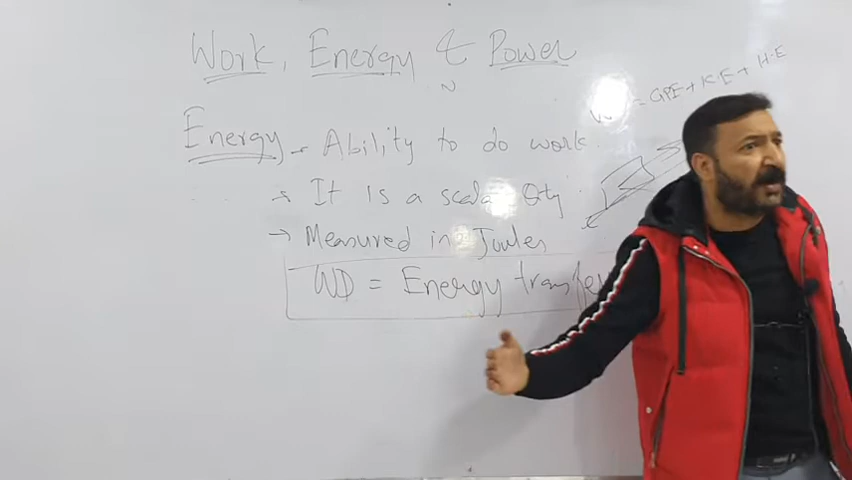 Work, Energy & Power
= GPE + K·E + H·E
Energy → Ability to do work
→ It is a scalar Qty
→ Measured in Joules
WD = Energy transfer